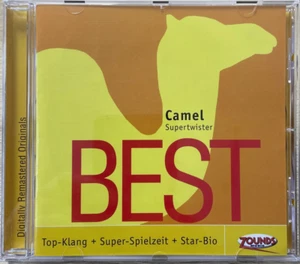 Camel
Supertwister
BEST
Top-Klang + Super-Spielzeit + Star-Bio
Digitally Remastered Originals
ZOUNDS